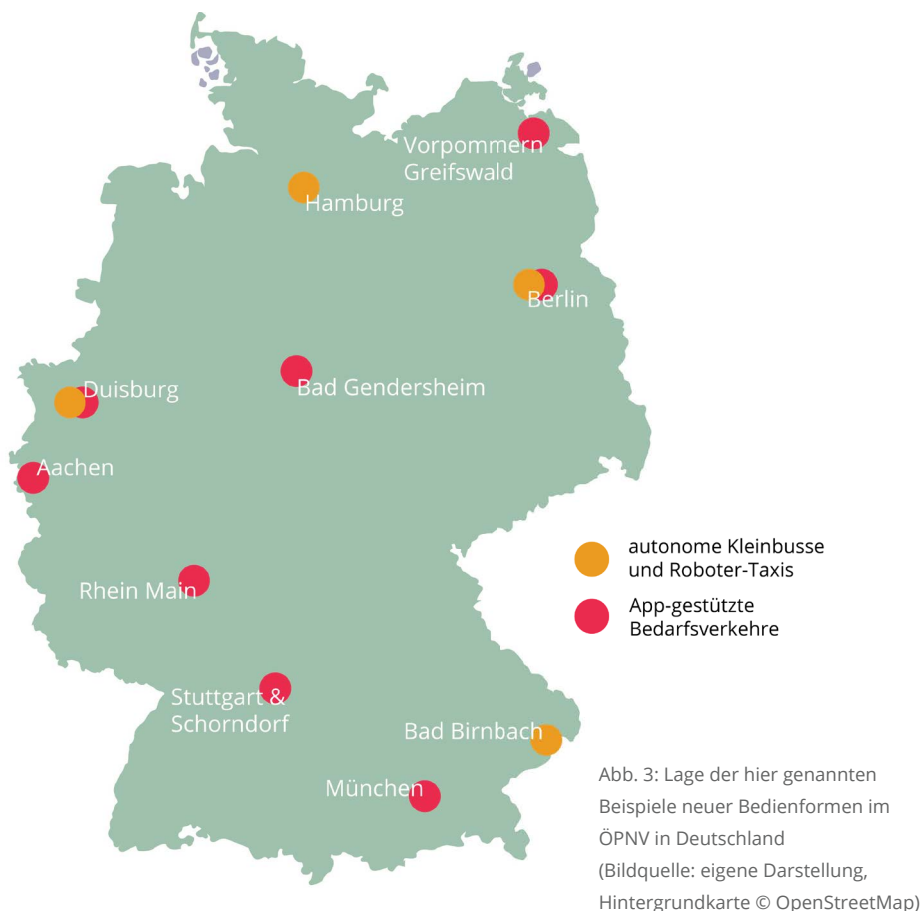 Vorpommern
Greifswald
Hamburg
Berlin
Bad Gendersheim
Duisburg
Aachen
autonome Kleinbusse
und Roboter-Taxis
App-gestützte
Bedarfsverkehre
Rhein Main
Stuttgart &
Schorndorf
Bad Birnbach
München
Abb. 3: Lage der hier genannten
Beispiele neuer Bedienformen im
ÖPNV in Deutschland
(Bildquelle: eigene Darstellung,
Hintergrundkarte © OpenStreetMap)